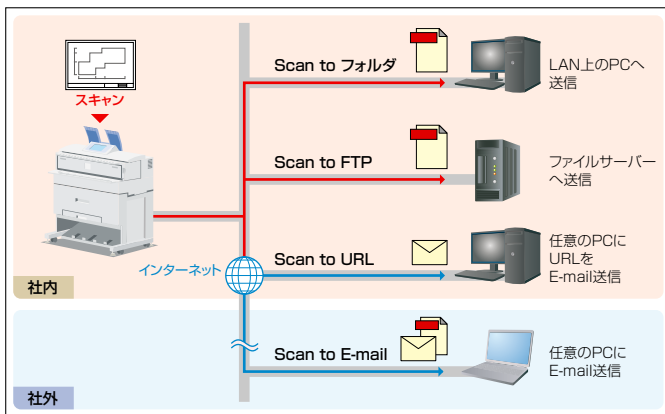 スキャン
Scan to フォルダ
LAN上のPCへ
送信
Scan to FTP
ファイルサーバー
へ送信
インターネット
Scan to URL
任意のPCに
URLを
E-mail送信
社内
Scan to E-mail
任意のPCに
E-mail送信
社外